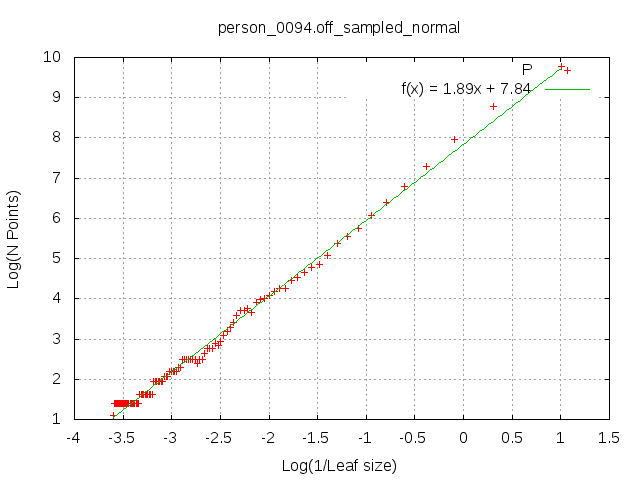 person_0094.off_sampled_normal
10
9
8
7
6
5
4
3
2
1
Log(N Points)
P
f(x) = 1.89x + 7.84
-4 -3.5 -3 -2.5 -2 -1.5 -1 -0.5 0 0.5 1 1.5
Log(1/Leaf size)